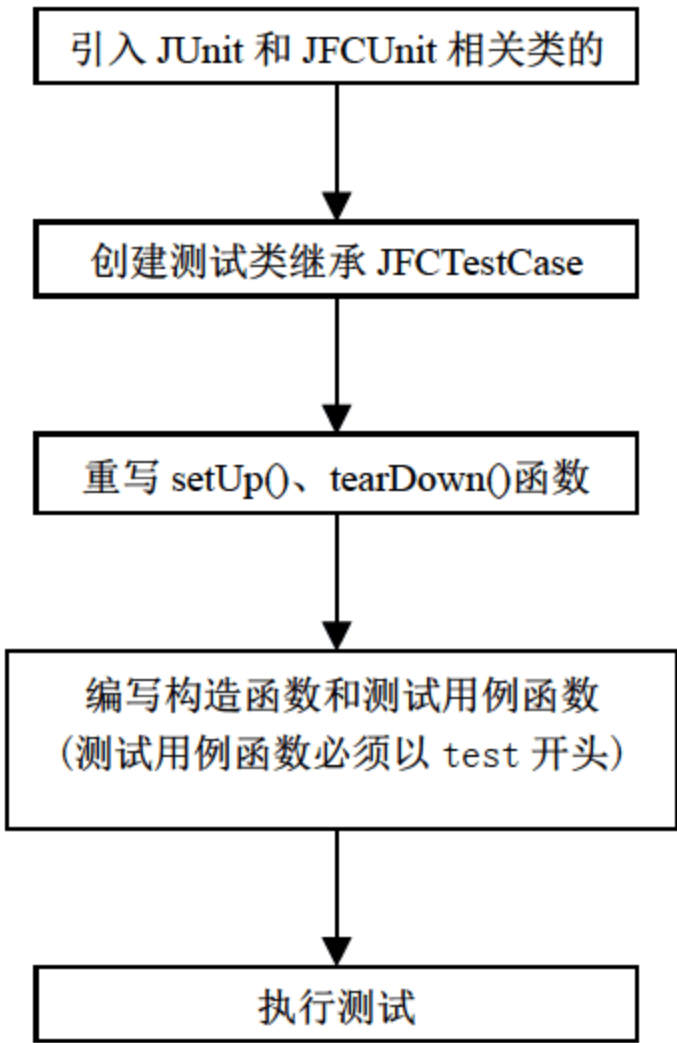 引入 JUnit 和 JFCUnit 相关类的
创建测试类继承 JFCTestCase
重写 setUp()、tearDown()函数
编写构造函数和测试用例函数
(测试用例函数必须以 test 开头)
执行测试